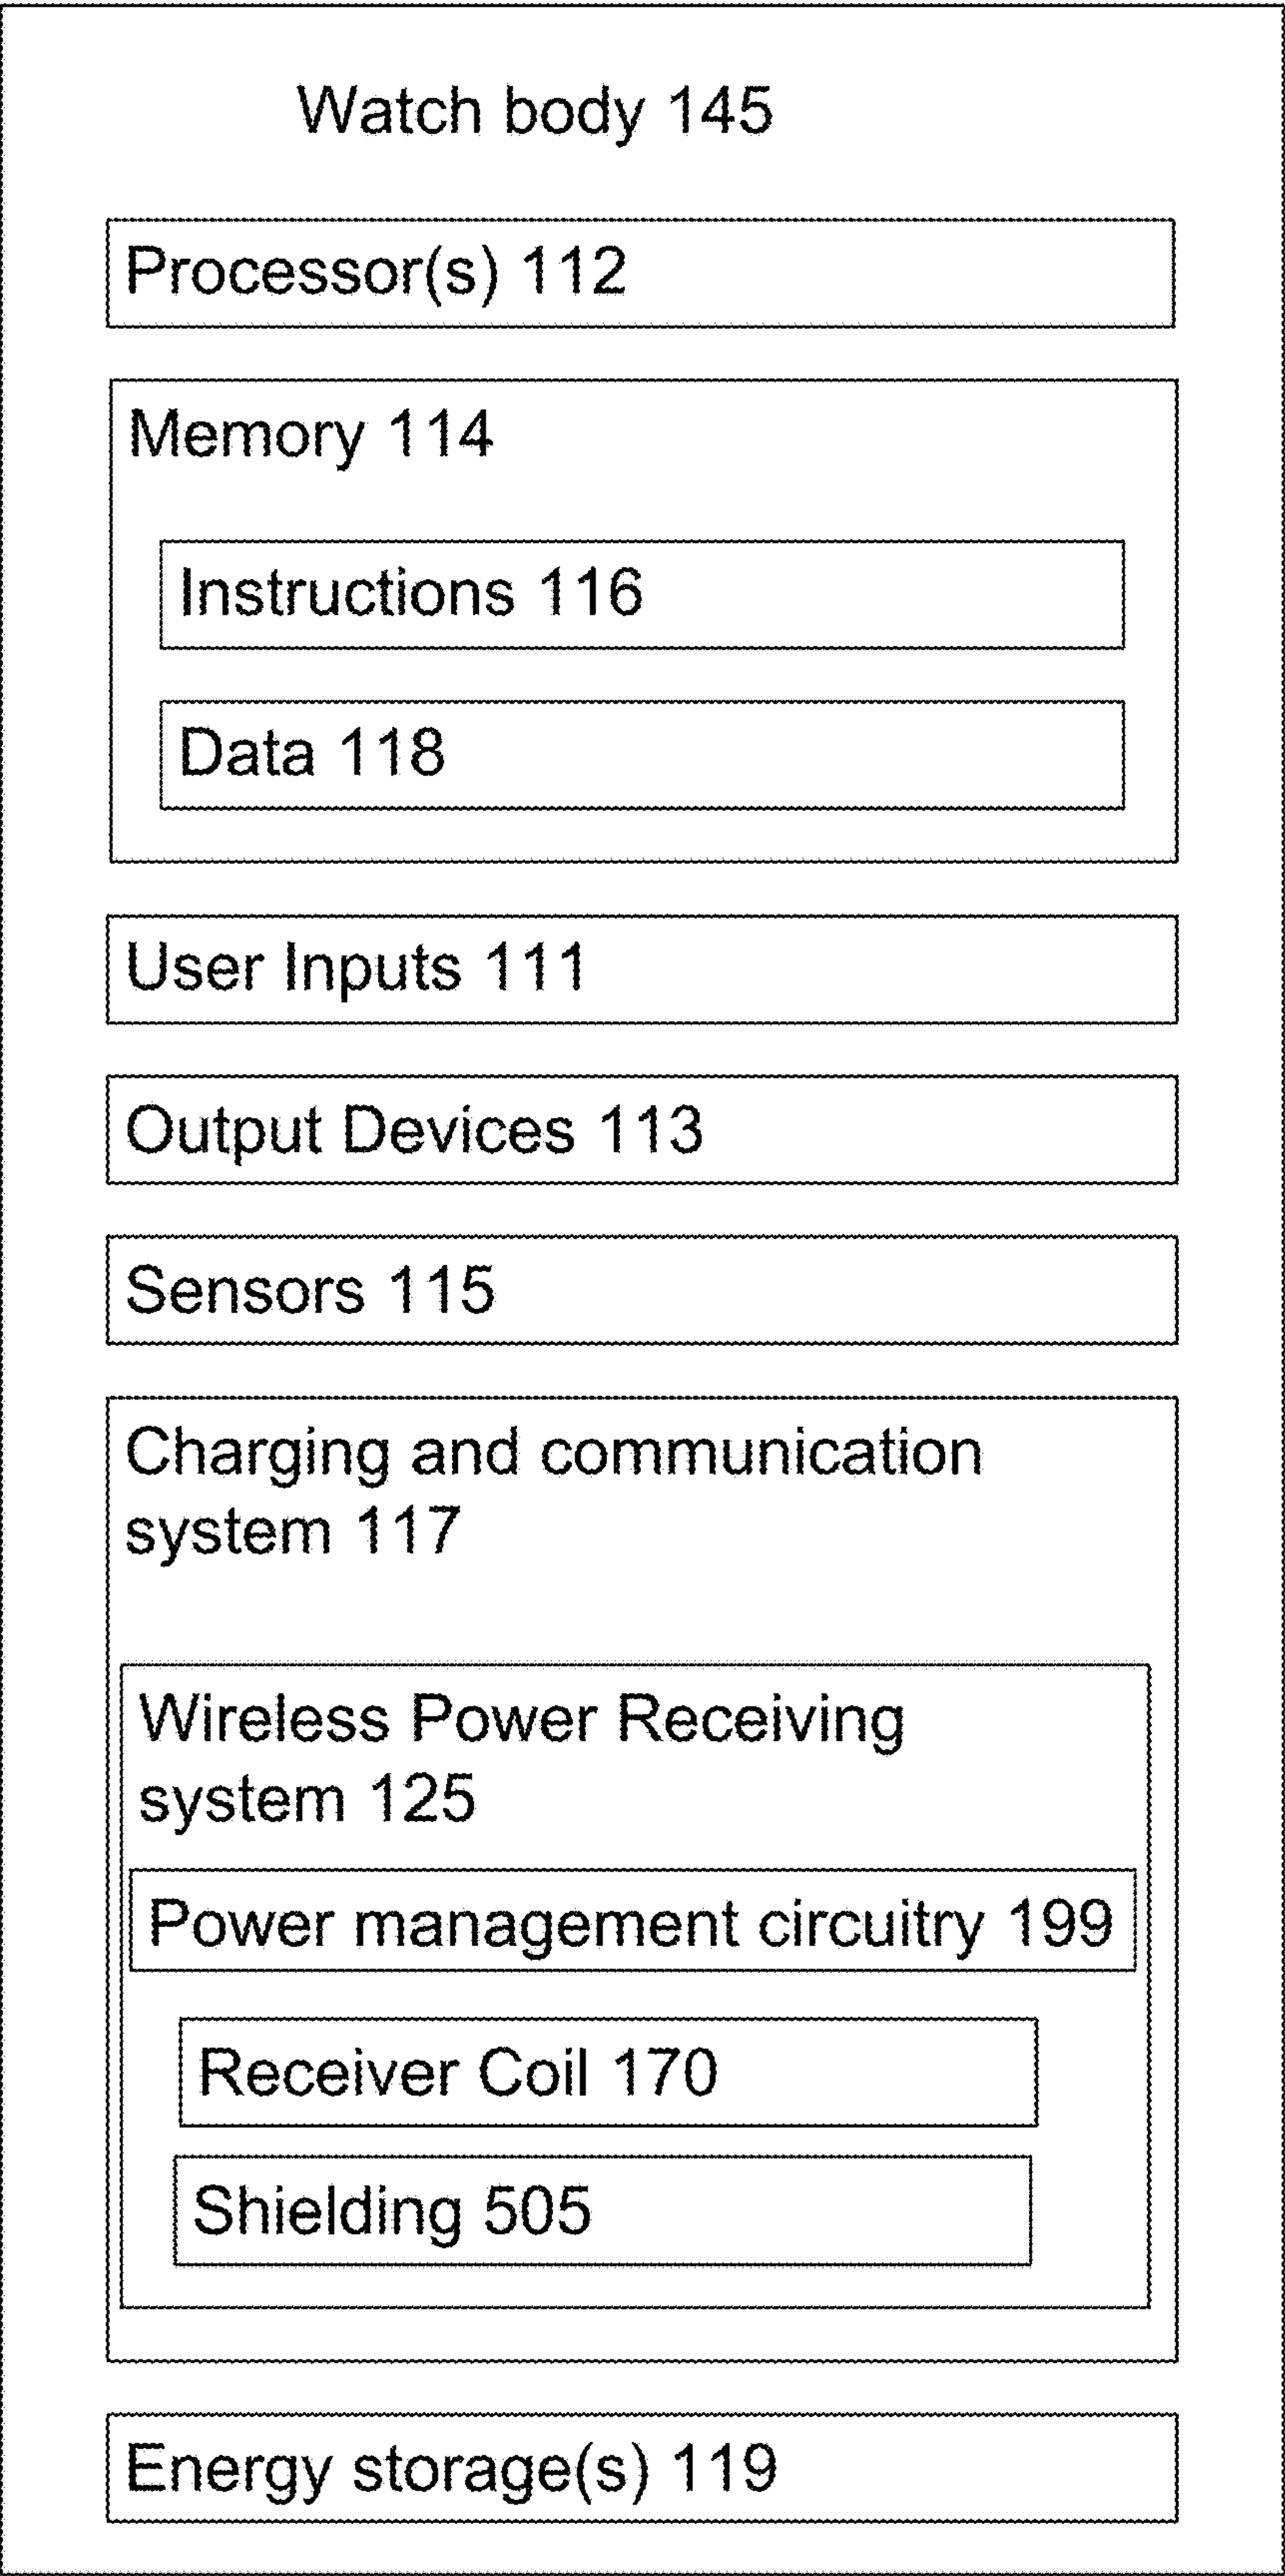 Watch body 145
Processor(s) 112
Memory 114
Instructions 116
Data 118
User Inputs 111
Output Devices 113
Sensors 115
Charging and communication
system 117
Wireless Power Receiving
system 125
Power management circuitry 199
Receiver Coil 170
Shielding 505
Energy storage(s) 119